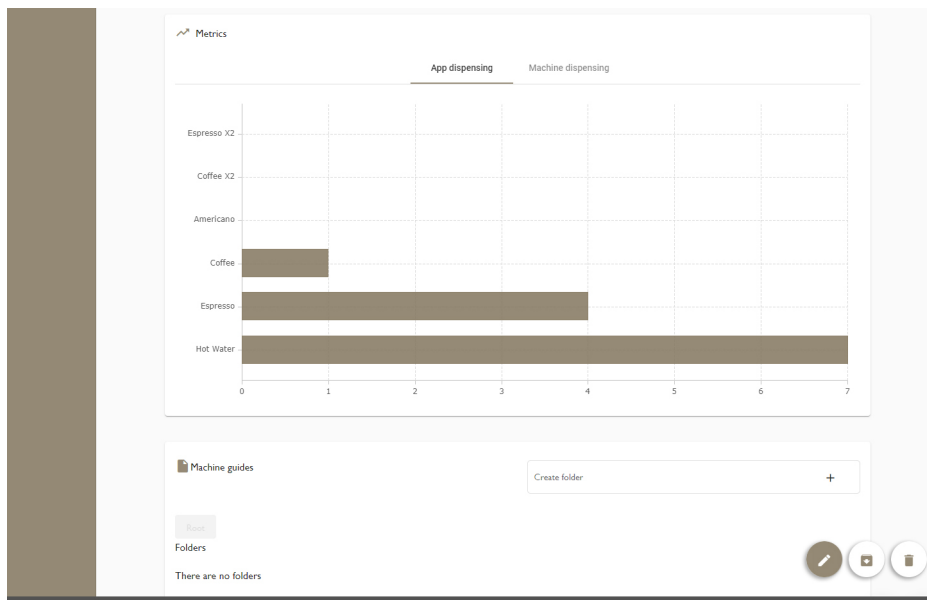 Metrics
App dispensing Machine dispensing
Espresso X2
Coffee X2
Americano
Coffee
Espresso
Hot Water
0 1 2 3 4 5 6 7
Machine guides
Create folder +
Root
Folders
There are no folders